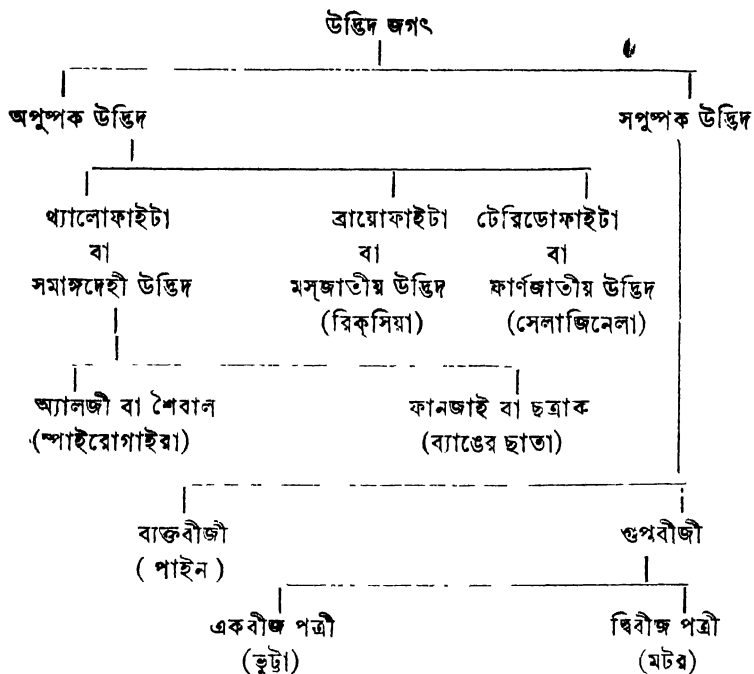 উদ্ভিদ জগৎ
অপুষ্পক উদ্ভিদ সপুষ্পক উদ্ভিদ
থ্যালোফাইটা ব্রায়োফাইটা টেরিডোফাইটা
বা বা বা
সমাঙ্গদেহী উদ্ভিদ মস্‌জাতীয় উদ্ভিদ ফার্ণজাতীয় উদ্ভিদ
(রিক্‌সিয়া) (সেলাজিনেলা)
অ্যালজী বা শৈবাল ফানজাই বা ছত্রাক
(স্পাইরোগাইরা) (ব্যাঙের ছাতা)
ব্যক্তবীজী গুপ্তবীজী
( পাইন )
একবীজ পত্রী দ্বিবীজ পত্রী
(ভুট্টা) (মটর)